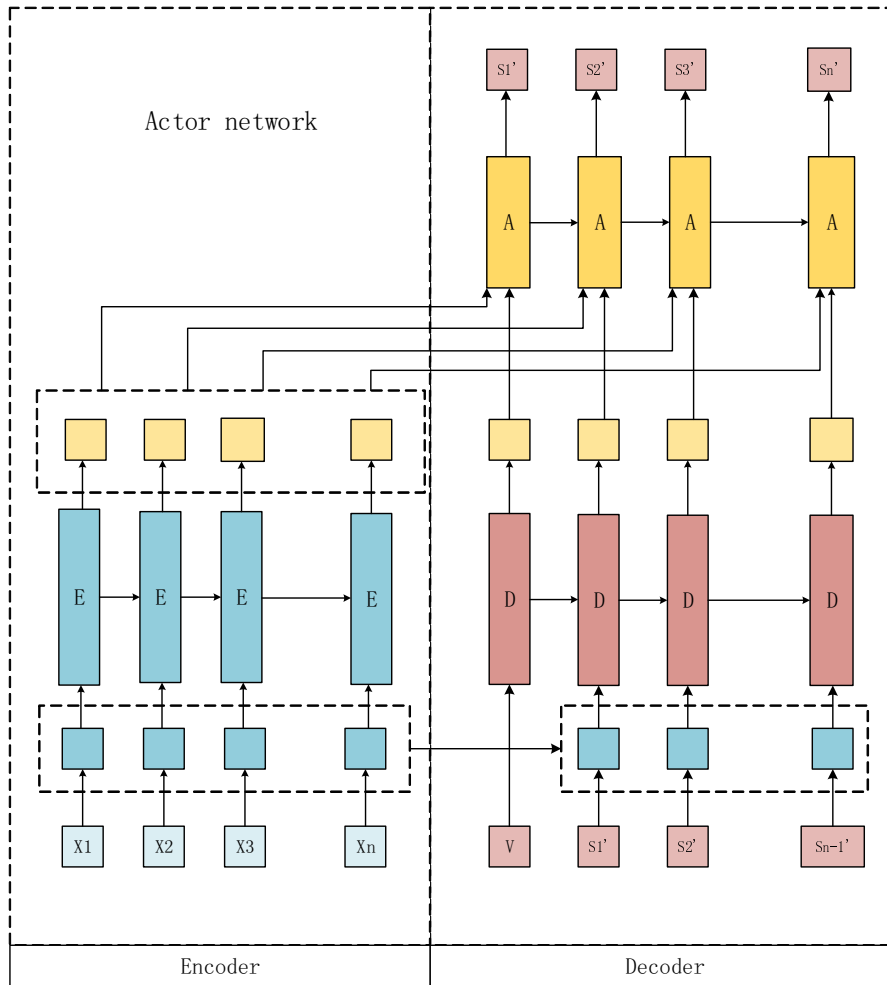 S1' S2' S3' Sn'
Actor network
A A A A
E E E E
D D D D
X1 X2 X3 Xn
V S1' S2' Sn-1'
Encoder
Decoder